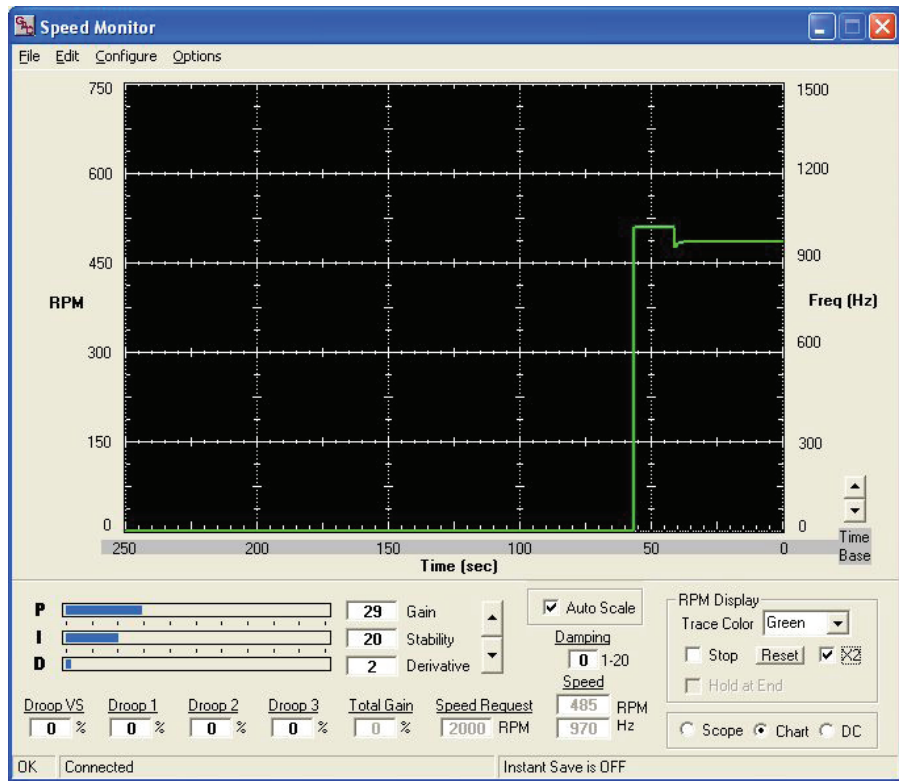 GAC Speed Monitor
File Edit Configure Options
750 1500
600 1200
450 900
RPM Freq (Hz)
300 600
150 300
0 0
250 200 150 100 50 0
Time (sec)
Time
Base
P 29 Gain
I 20 Stability
D 2 Derivative
Auto Scale
Damping
0 1-20
Speed
485 RPM
970 Hz
RPM Display
Trace Color Green
Stop Reset X2
Hold at End
Droop VS Droop 1 Droop 2 Droop 3 Total Gain Speed Request
0 % 0 % 0 % 0 % 0 % 2000 RPM
Scope Chart DC
OK Connected Instant Save is OFF